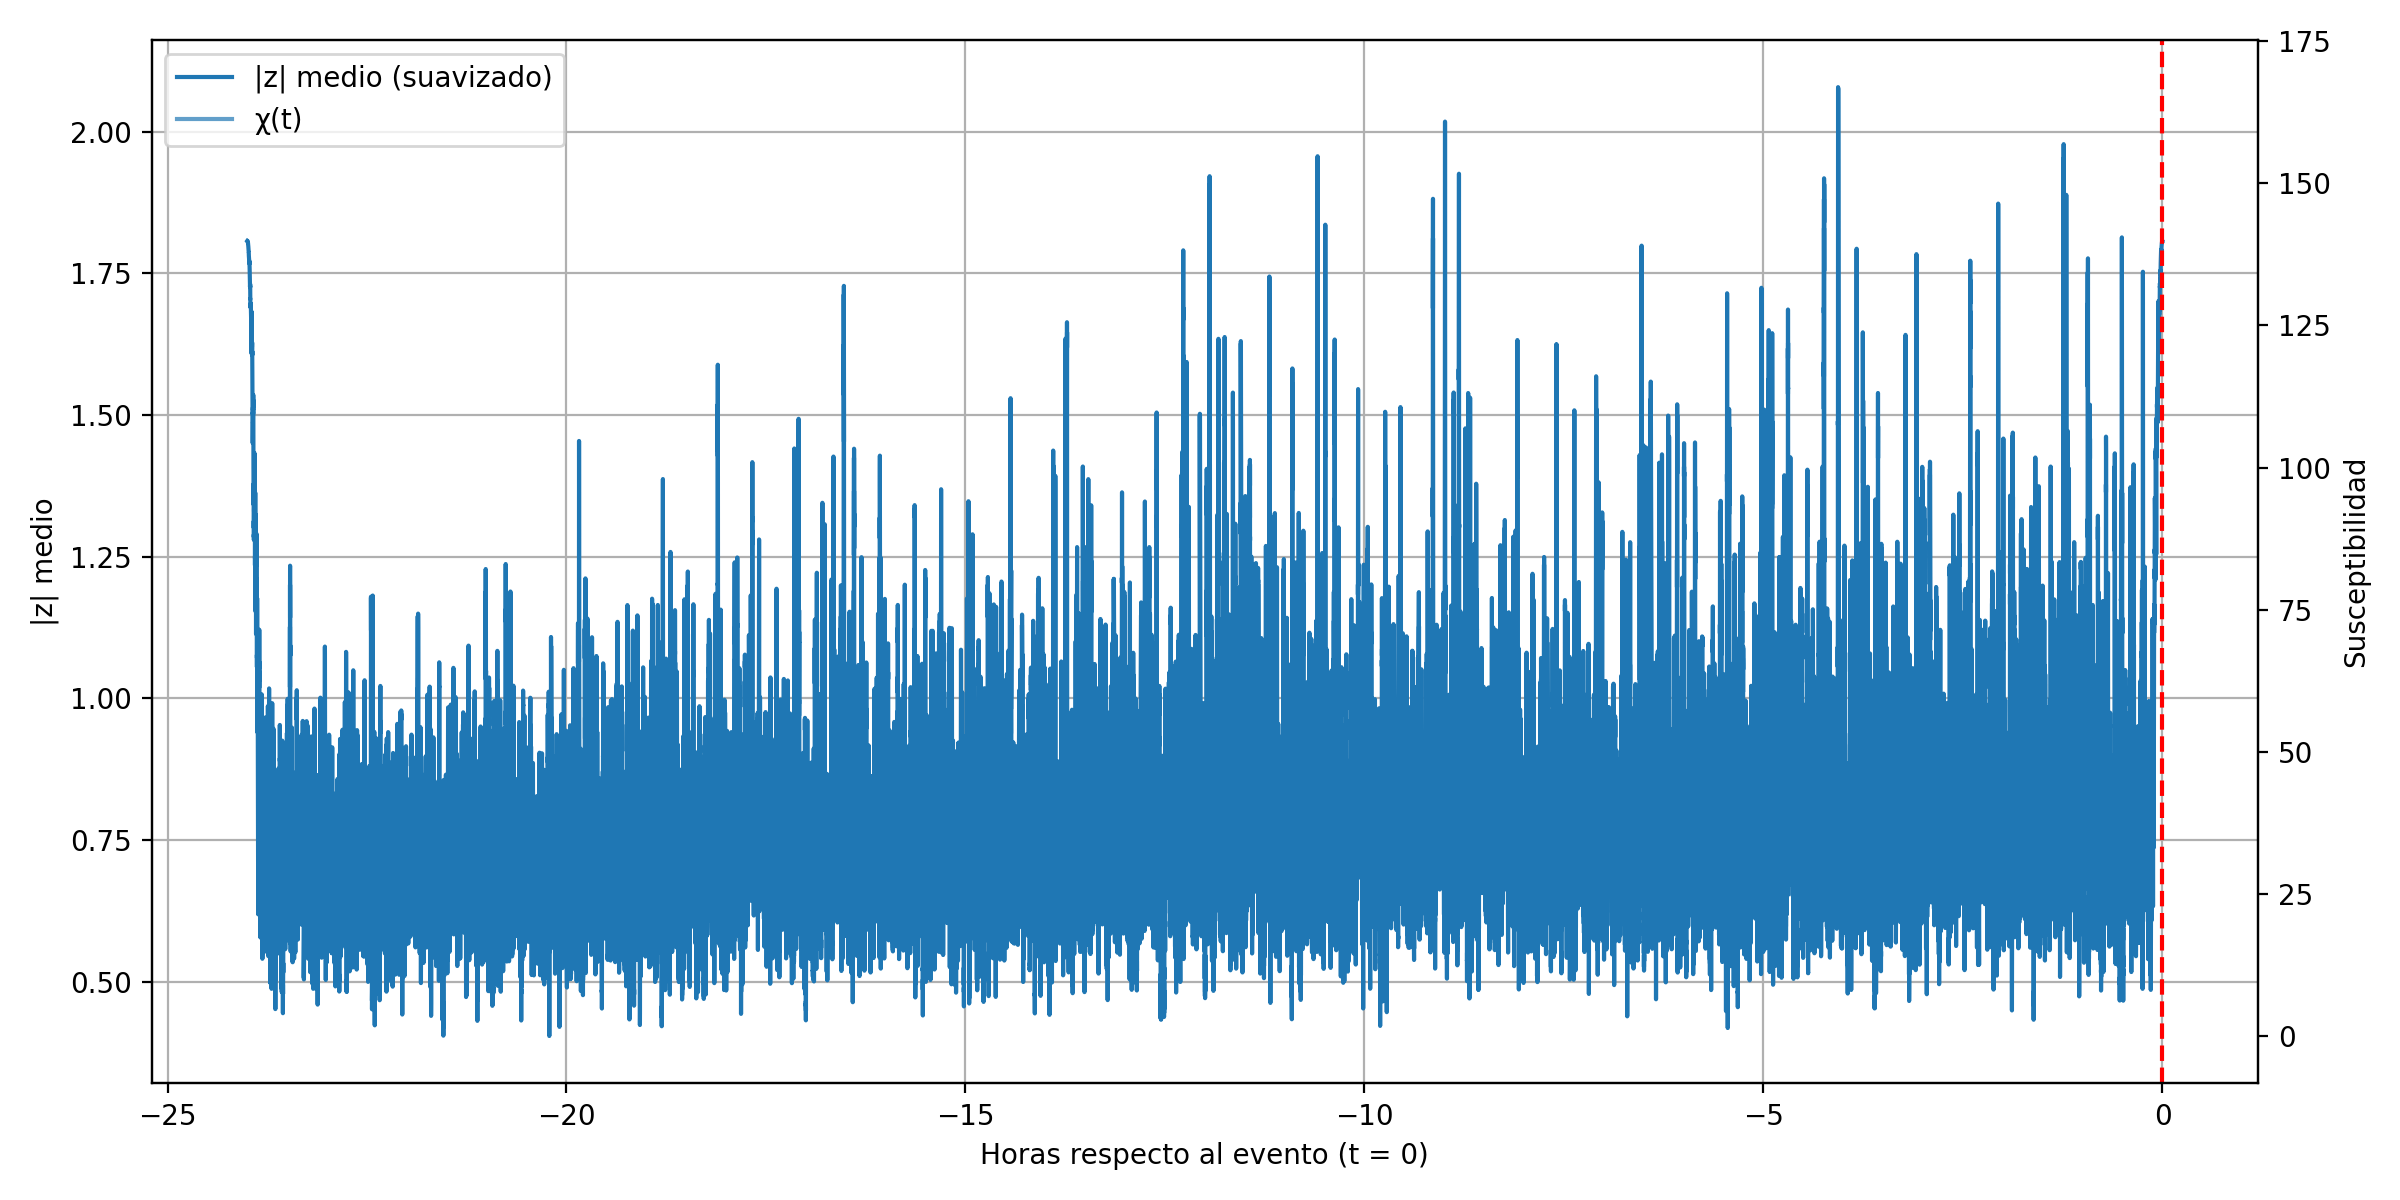 |z| medio (suavizado)
χ(t)
2.00
1.75
1.50
1.25
1.00
0.75
0.50
|z| medio
175
150
125
100
75
50
25
0
Susceptibilidad
−25 −20 −15 −10 −5 0
Horas respecto al evento (t = 0)